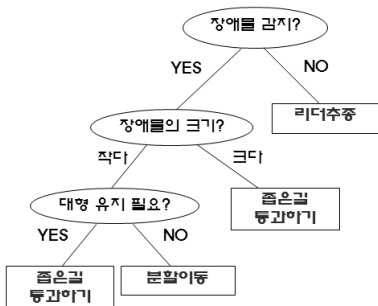 장애물 감지?
YES
NO
리더추종
장애물의 크기?
작다
크다
좁은길
통과하기
대형 유지 필요?
YES
NO
좁은길
통과하기
분할이동